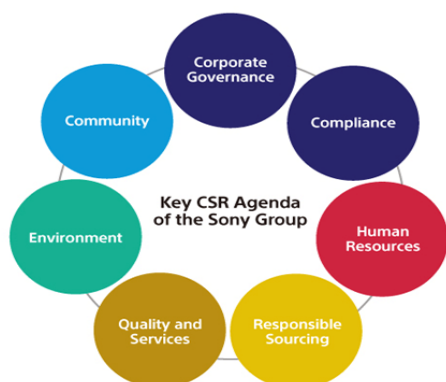 Corporate
Governance
Compliance
Human
Resources
Responsible
Sourcing
Quality and
Services
Environment
Community
Key CSR Agenda
of the Sony Group